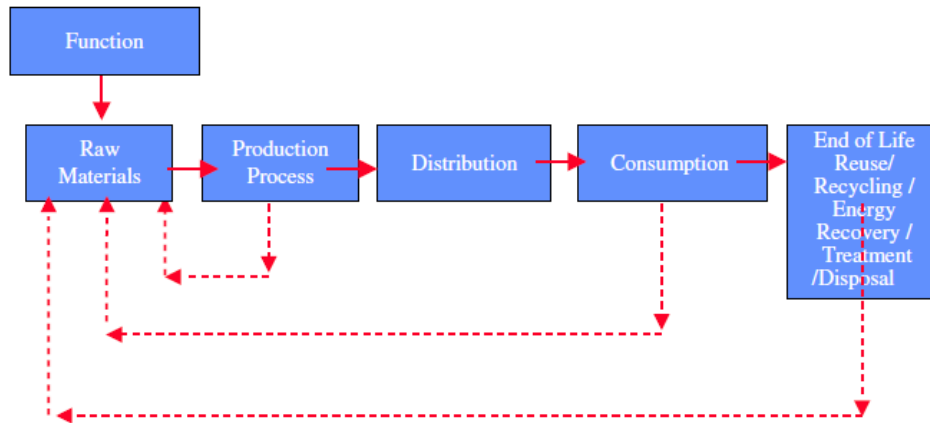 Function
Raw
Materials
Production
Process
Distribution
Consumption
End of Life
Reuse/
Recycling /
Energy
Recovery /
Treatment
/Disposal